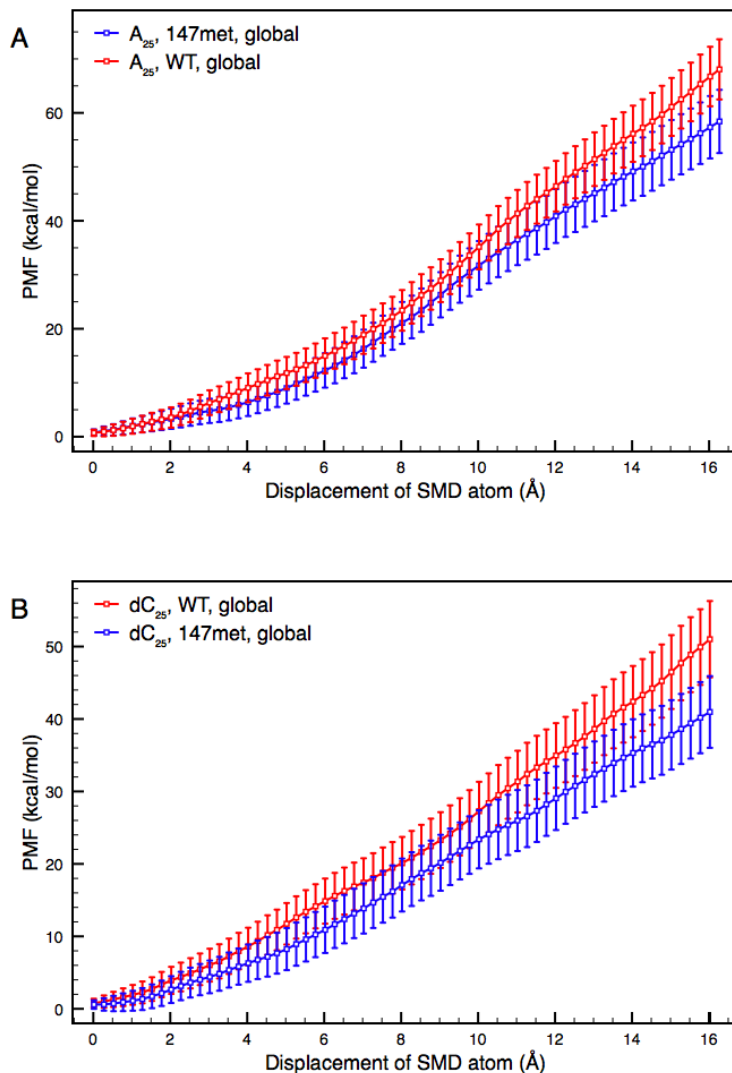 A
A₂₅, 147met, global
A₂₅, WT, global
PMF (kcal/mol)
60
40
20
0
0 2 4 6 8 10 12 14 16
Displacement of SMD atom (Å)
B
dC₂₅, WT, global
dC₂₅, 147met, global
PMF (kcal/mol)
50
40
30
20
10
0
0 2 4 6 8 10 12 14 16
Displacement of SMD atom (Å)